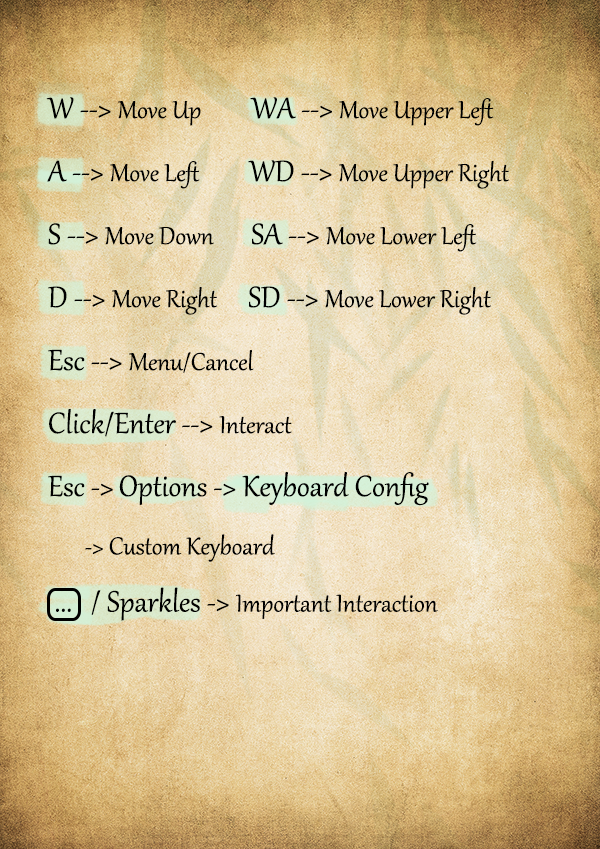 W --> Move Up    WA --> Move Upper Left
A --> Move Left    WD --> Move Upper Right
S --> Move Down    SA --> Move Lower Left
D --> Move Right    SD --> Move Lower Right
Esc --> Menu/Cancel
Click/Enter --> Interact
Esc -> Options -> Keyboard Config
-> Custom Keyboard
... / Sparkles -> Important Interaction